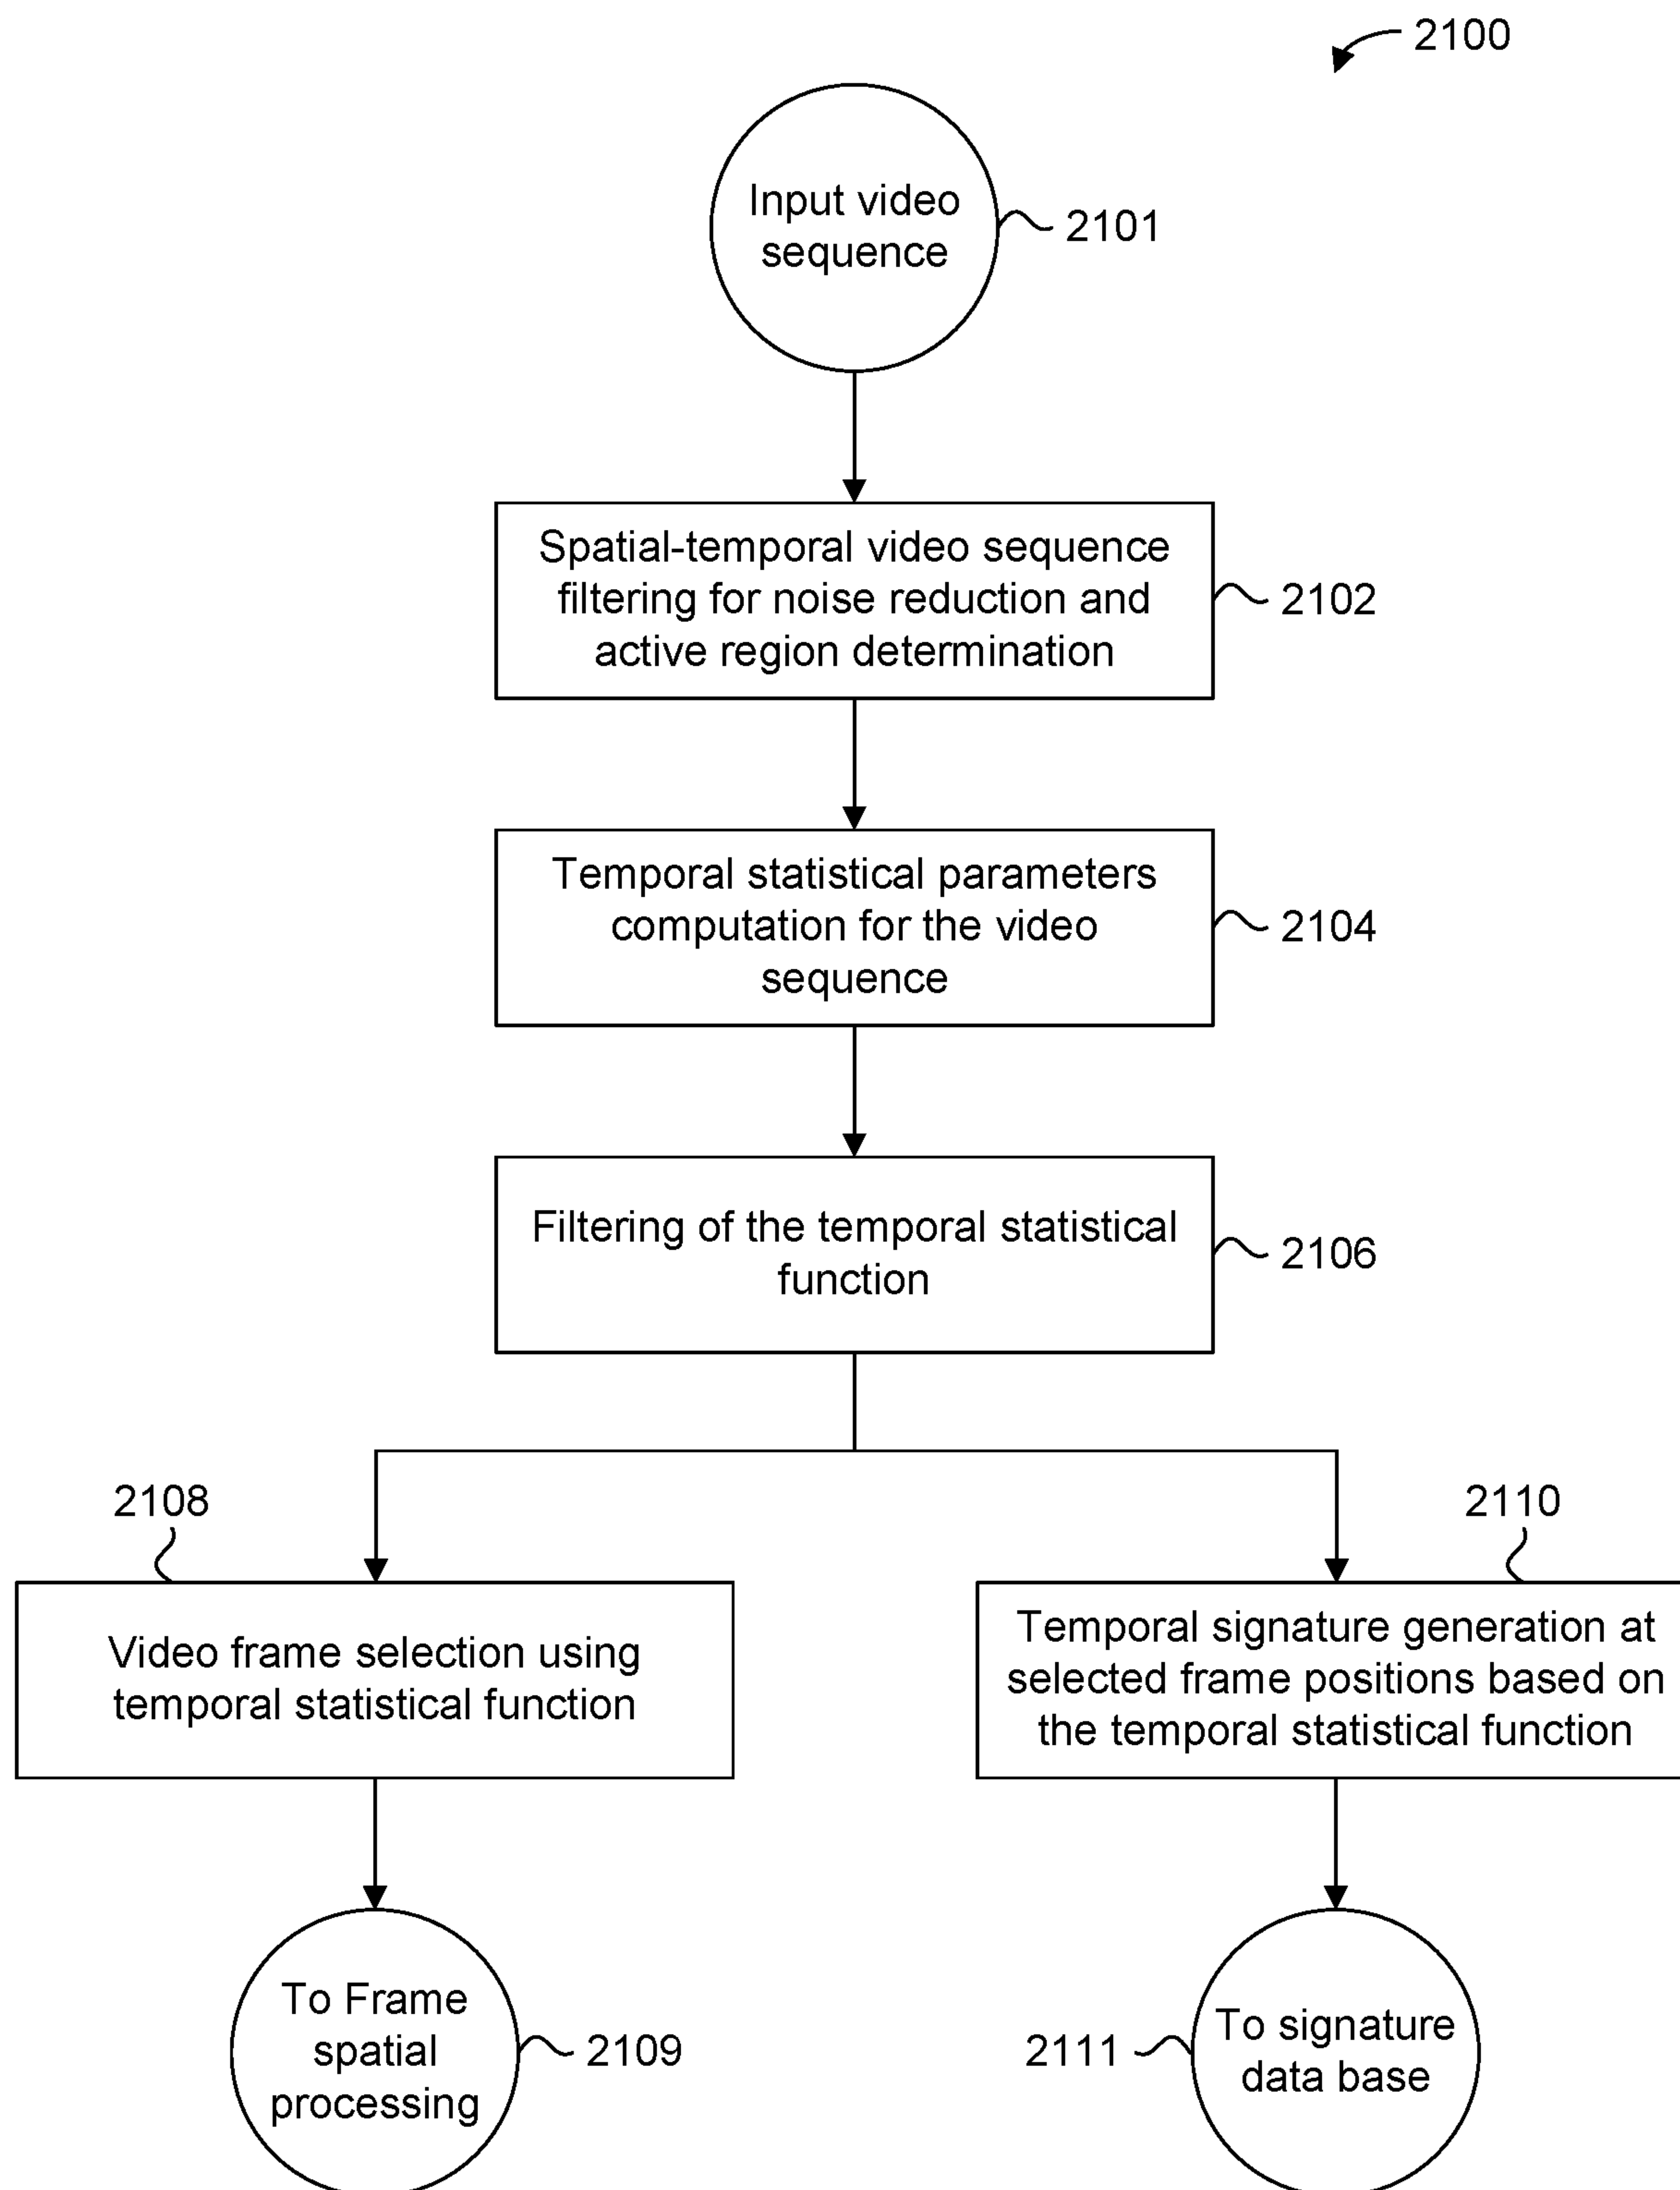 2100
Input video
sequence
2101
Spatial-temporal video sequence
filtering for noise reduction and
active region determination
2102
Temporal statistical parameters
computation for the video
sequence
2104
Filtering of the temporal statistical
function
2106
2108
Video frame selection using
temporal statistical function
2110
Temporal signature generation at
selected frame positions based on
the temporal statistical function
To Frame
spatial
processing
2109
2111
To signature
data base